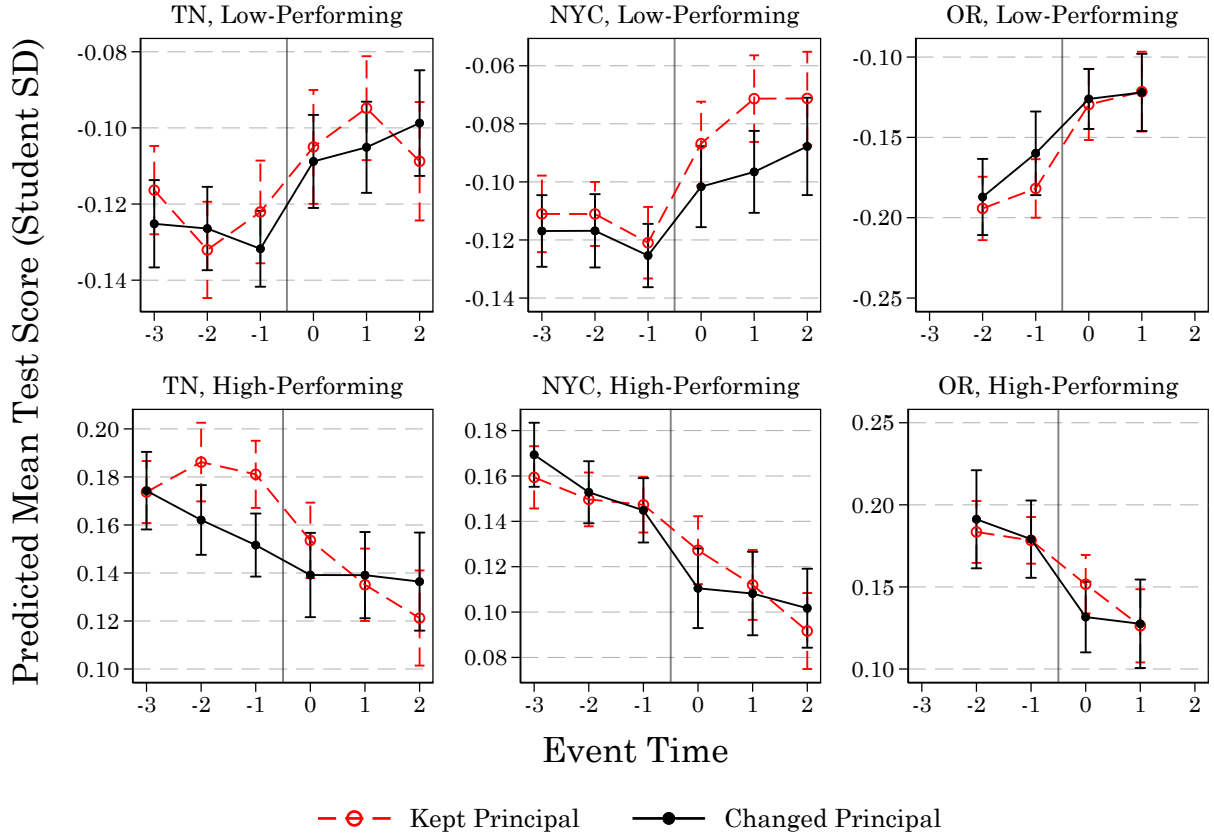 Predicted Mean Test Score (Student SD)
TN, Low-Performing
-0.08
-0.10
-0.12
-0.14
-3 -2 -1 0 1 2
NYC, Low-Performing
-0.06
-0.08
-0.10
-0.12
-0.14
-3 -2 -1 0 1 2
OR, Low-Performing
-0.10
-0.15
-0.20
-0.25
-3 -2 -1 0 1 2
TN, High-Performing
0.20
0.18
0.16
0.14
0.12
0.10
-3 -2 -1 0 1 2
NYC, High-Performing
0.18
0.16
0.14
0.12
0.10
0.08
-3 -2 -1 0 1 2
OR, High-Performing
0.25
0.20
0.15
0.10
-3 -2 -1 0 1 2
Event Time
Kept Principal
Changed Principal